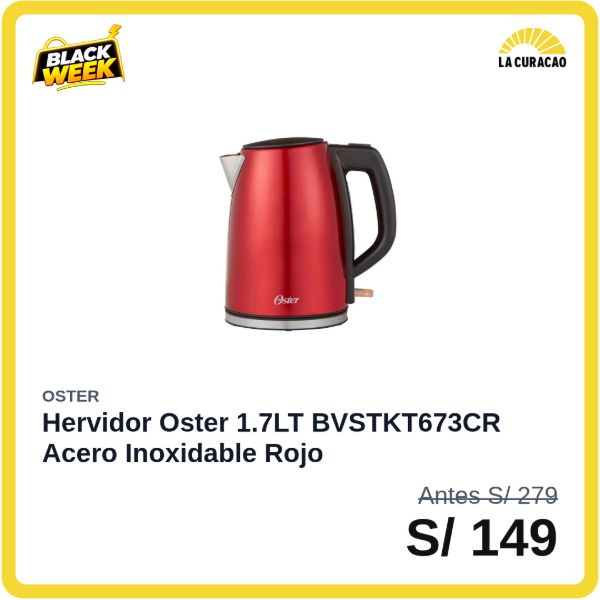 BLACK
WEEK
LA CURACAO
Oster
OSTER
Hervidor Oster 1.7LT BVSTKT673CR
Acero Inoxidable Rojo
Antes S/ 279
S/ 149